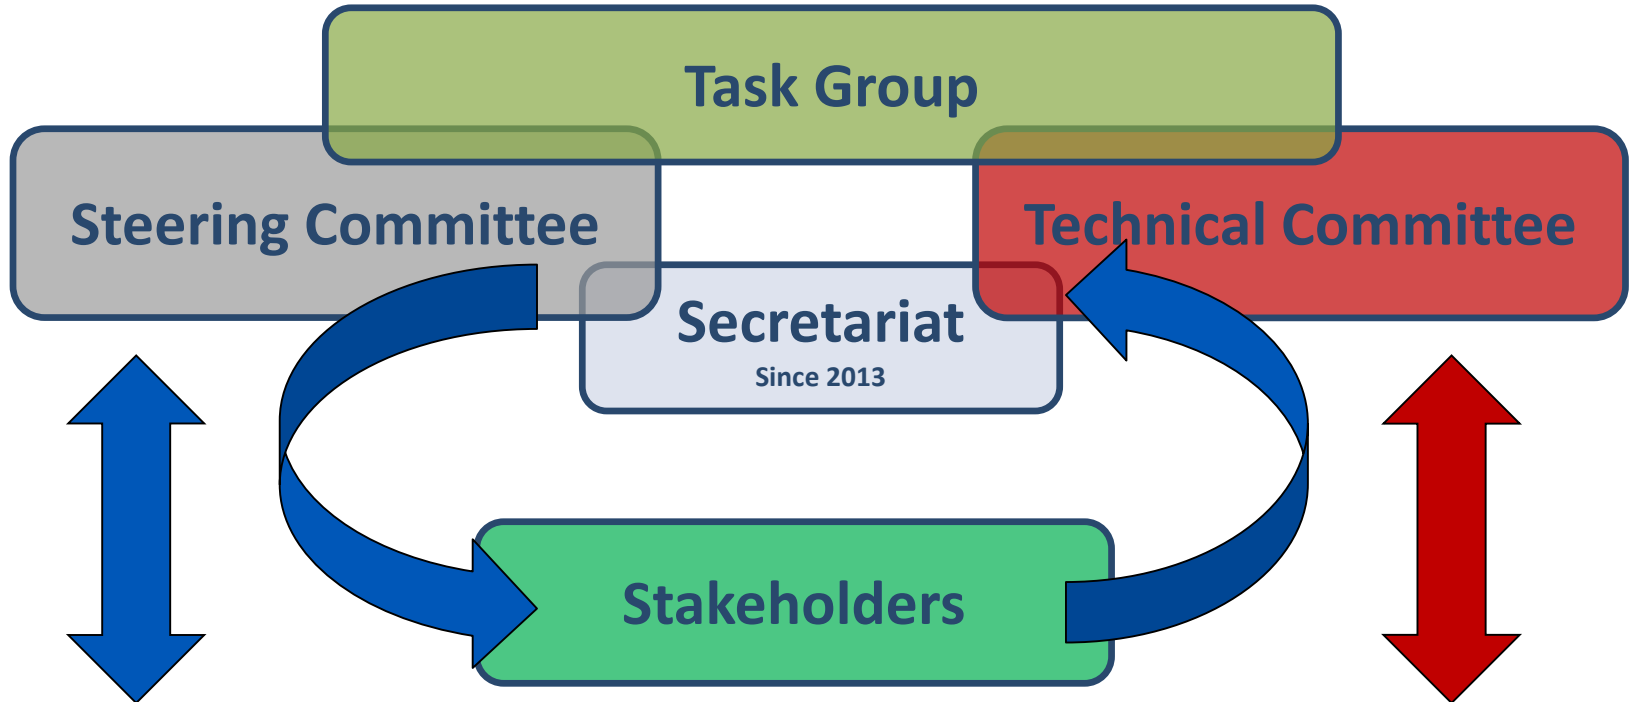 Task Group
Steering Committee
Technical Committee
Secretariat
Since 2013
Stakeholders